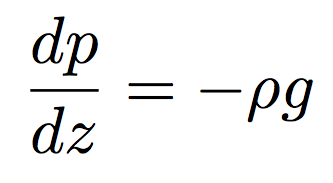 dp/dz = −ρg